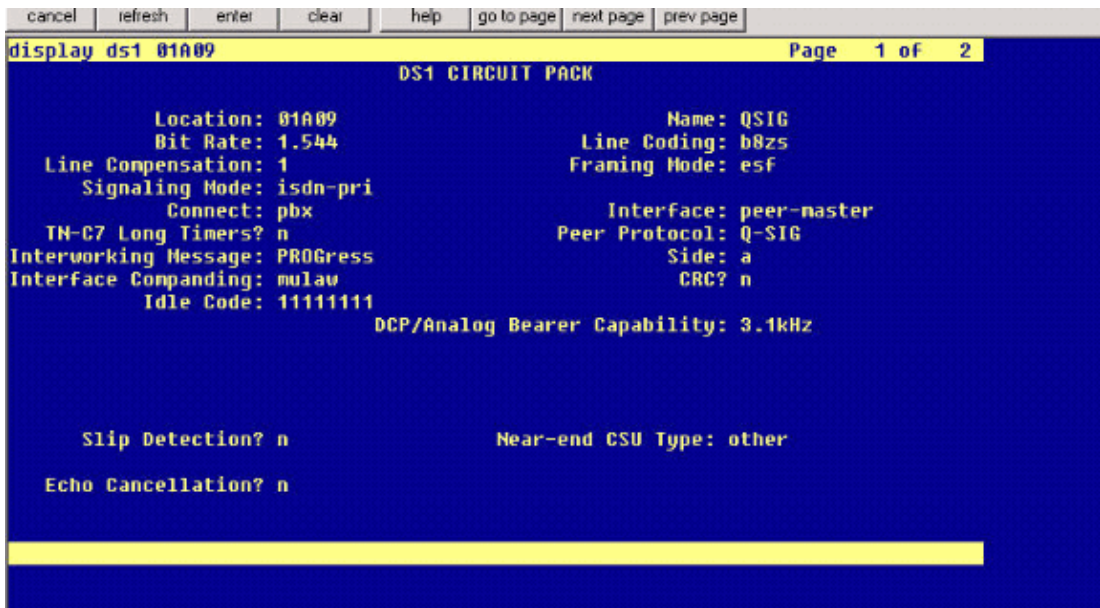 cancel refresh enter clear help go to page next page prev page
display ds1 01A09 Page 1 of 2
DS1 CIRCUIT PACK
Location: 01A09 Name: QSIG
Bit Rate: 1.544 Line Coding: b8zs
Line Compensation: 1 Framing Mode: esf
Signaling Mode: isdn-pri
Connect: pbx Interface: peer-master
TN-C7 Long Timers? n Peer Protocol: Q-SIG
Interworking Message: PROGress Side: a
Interface Companding: mulaw CRC? n
Idle Code: 11111111
DCP/Analog Bearer Capability: 3.1kHz
Slip Detection? n Near-end CSU Type: other
Echo Cancellation? n